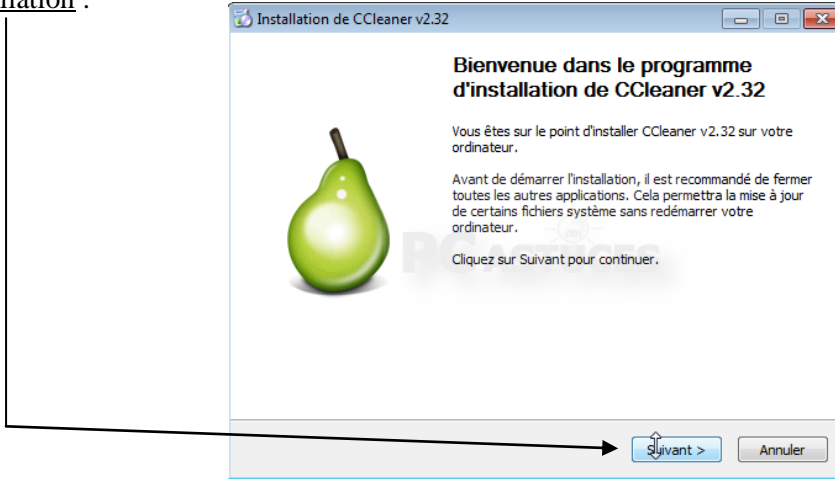 llation :
Installation de CCleaner v2.32
Bienvenue dans le programme
d'installation de CCleaner v2.32
Vous êtes sur le point d'installer CCleaner v2.32 sur votre
ordinateur.
Avant de démarrer l'installation, il est recommandé de fermer
toutes les autres applications. Cela permettra la mise à jour
de certains fichiers système sans redémarrer votre
ordinateur.
PC ASTUCES
Cliquez sur Suivant pour continuer.
Suivant > Annuler